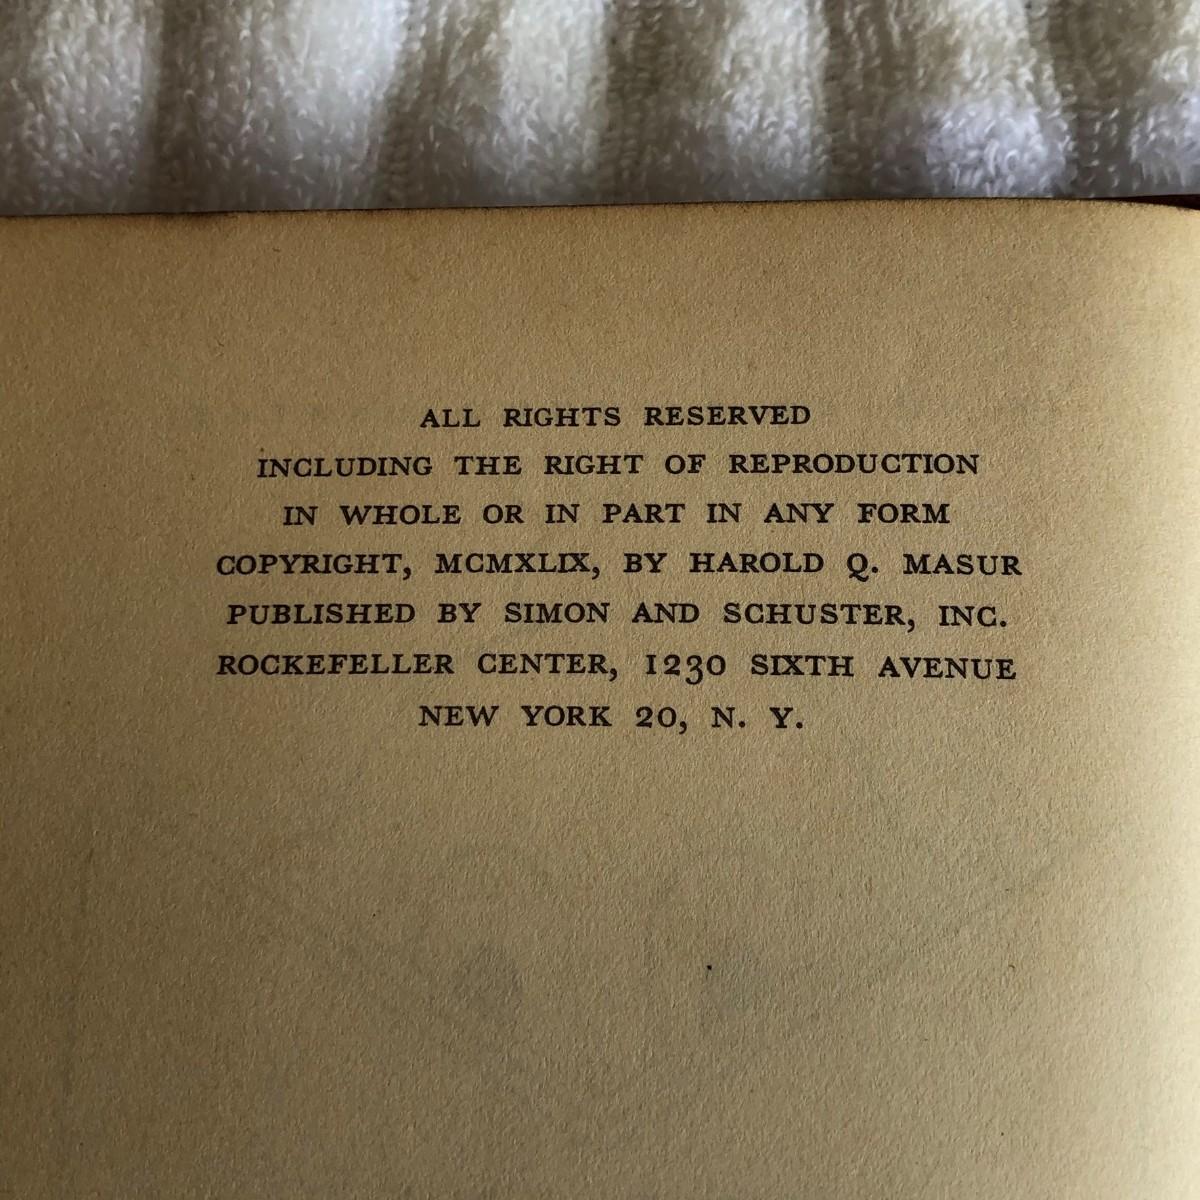 ALL RIGHTS RESERVED
INCLUDING THE RIGHT OF REPRODUCTION
IN WHOLE OR IN PART IN ANY FORM
COPYRIGHT, MCMXLIX, BY HAROLD Q. MASUR
PUBLISHED BY SIMON AND SCHUSTER, INC.
ROCKEFELLER CENTER, 1230 SIXTH AVENUE
NEW YORK 20, N. Y.